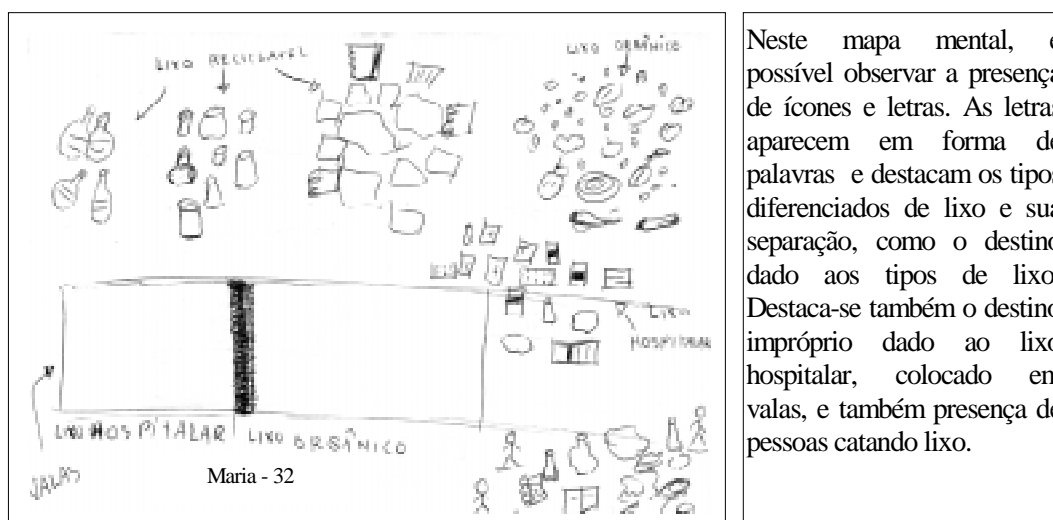 LIXO RECICLAVEL
LIXO ORGÂNICO
LIXO
HOSPITALAR
LIXO HOSPITALAR
LIXO ORGÂNICO
VALAS
Maria - 32
Neste mapa mental,
possível observar a presença
de ícones e letras. As letras
aparecem em forma de
palavras e destacam os tipos
diferenciados de lixo e sua
separação, como o destino
dado aos tipos de lixo
Destaca-se também o destino
impróprio dado ao lixo
hospitalar, colocado em
valas, e também presença de
pessoas catando lixo.